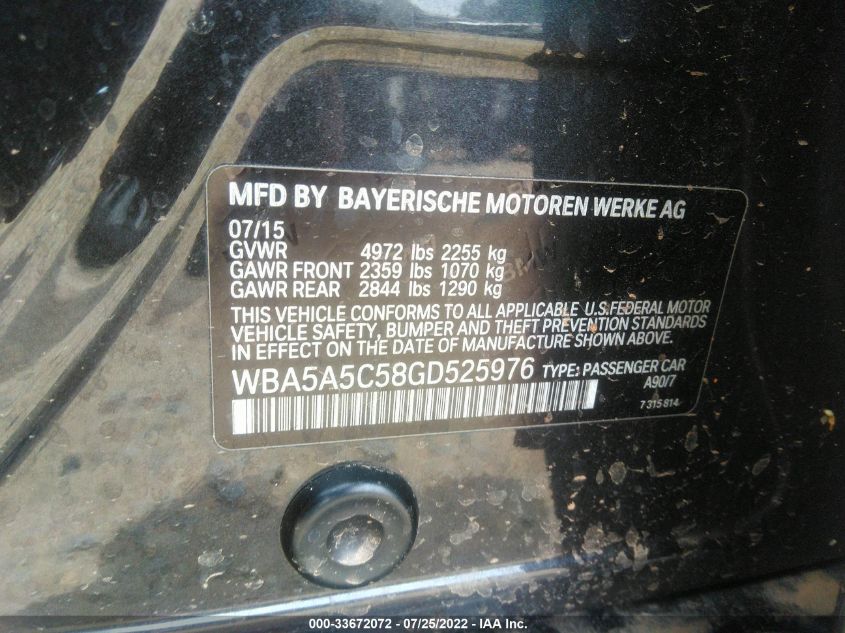 MFD BY BAYERISCHE MOTOREN WERKE AG
07/15
GVWR 4972 lbs 2255 kg
GAWR FRONT 2359 lbs 1070 kg
GAWR REAR 2844 lbs 1290 kg
THIS VEHICLE CONFORMS TO ALL APPLICABLE U.S.FEDERAL MOTOR
VEHICLE SAFETY, BUMPER AND THEFT PREVENTION STANDARDS
IN EFFECT ON THE DATE OF MANUFACTURE SHOWN ABOVE.
WBA5A5C58GD525976 TYPE: PASSENGER CAR
A90/7
7 315 814
000-33672072 - 07/25/2022 - IAA Inc.